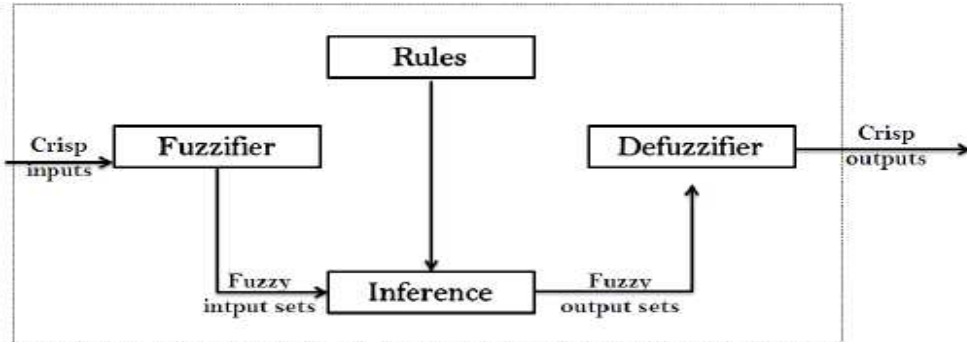 Rules
Crisp
inputs
Fuzzifier
Defuzzifier
Crisp
outputs
Fuzzy
intput sets
Inference
Fuzzy
output sets